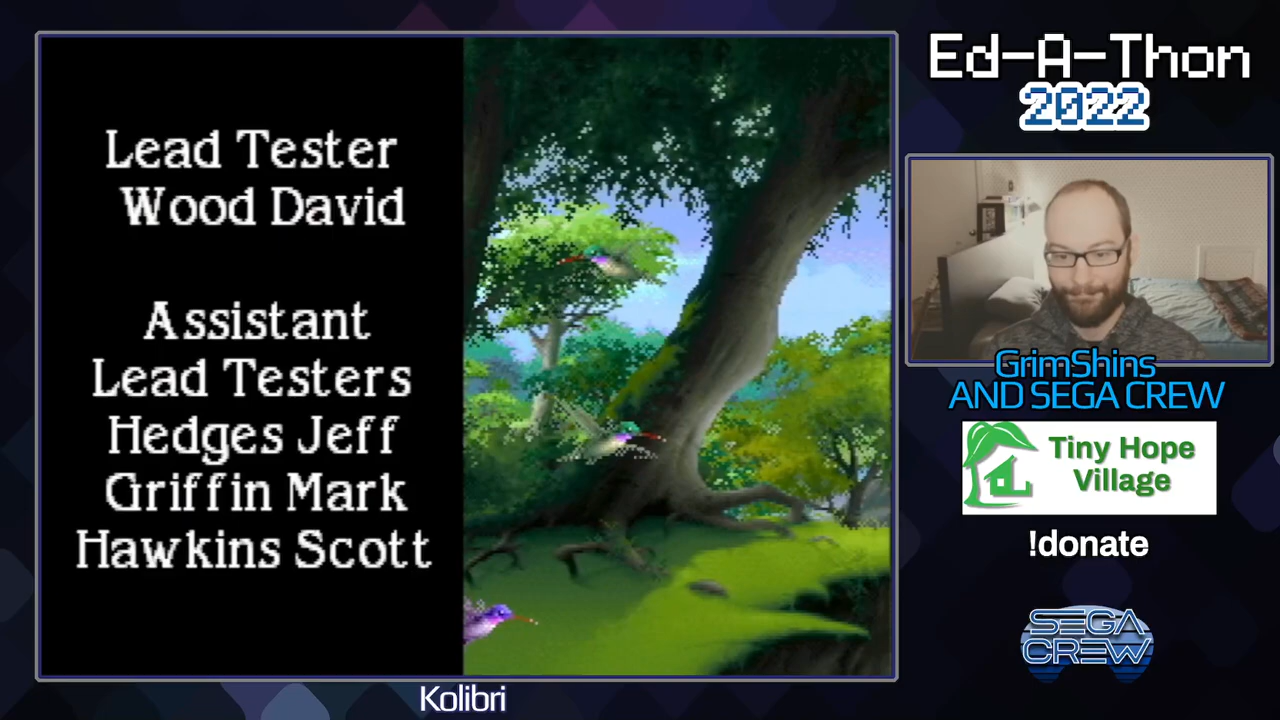 Lead Tester
Wood David
Assistant
Lead Testers
Hedges Jeff
Griffin Mark
Hawkins Scott
Kolibri
Ed-A-Thon
2022
GrimShins
AND SEGA CREW
Tiny Hope
Village
!donate
SEGA
CREW